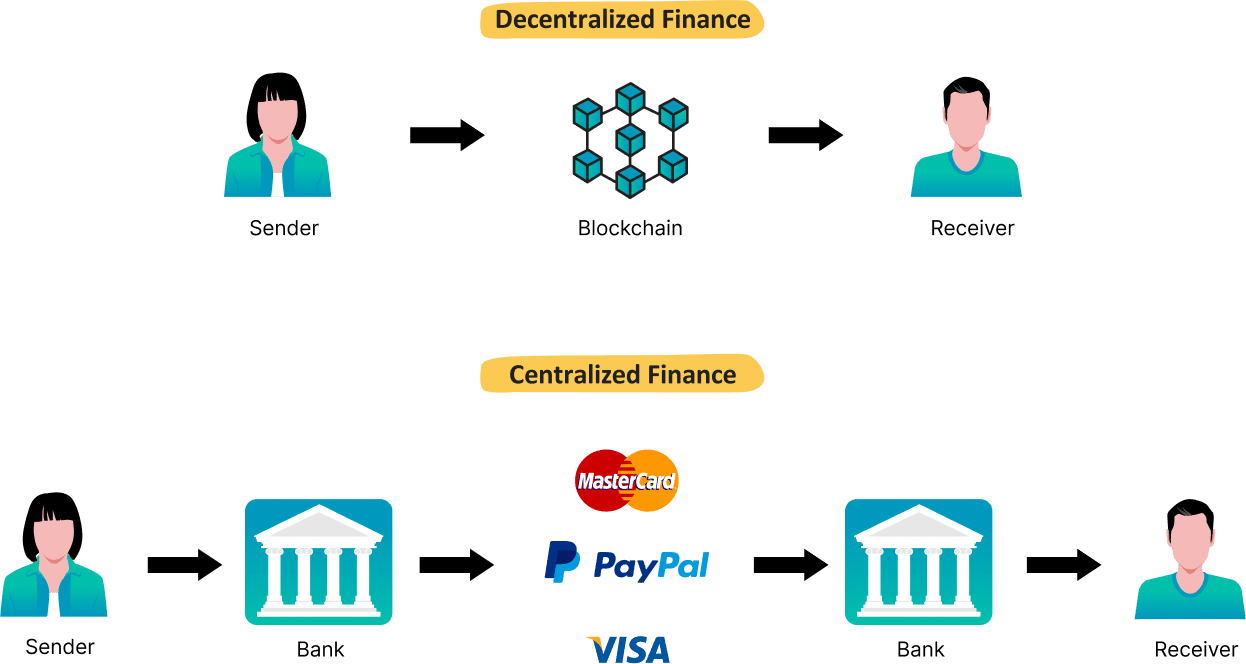 Decentralized Finance
Sender
Blockchain
Receiver
Centralized Finance
MasterCard
PayPal
VISA
Sender
Bank
Bank
Receiver